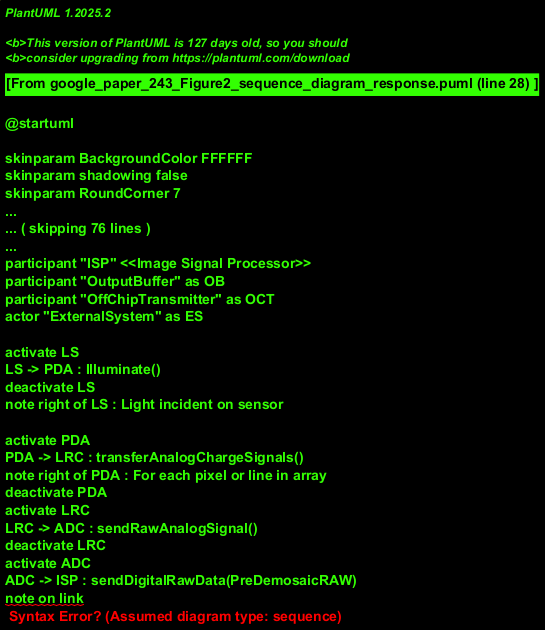 PlantUML 1.2025.2
<b>This version of PlantUML is 127 days old, so you should
<b>consider upgrading from https://plantuml.com/download
[From google_paper_243_Figure2_sequence_diagram_response.puml (line 28) ]
@startuml
skinparam BackgroundColor FFFFFF
skinparam shadowing false
skinparam RoundCorner 7
...
... ( skipping 76 lines )
...
participant "ISP" <<Image Signal Processor>>
participant "OutputBuffer" as OB
participant "OffChipTransmitter" as OCT
actor "ExternalSystem" as ES
activate LS
LS -> PDA : Illuminate()
deactivate LS
note right of LS : Light incident on sensor
activate PDA
PDA -> LRC : transferAnalogChargeSignals()
note right of PDA : For each pixel or line in array
deactivate PDA
activate LRC
LRC -> ADC : sendRawAnalogSignal()
deactivate LRC
activate ADC
ADC -> ISP : sendDigitalRawData(PreDemosaicRAW)
note on link
Syntax Error? (Assumed diagram type: sequence)